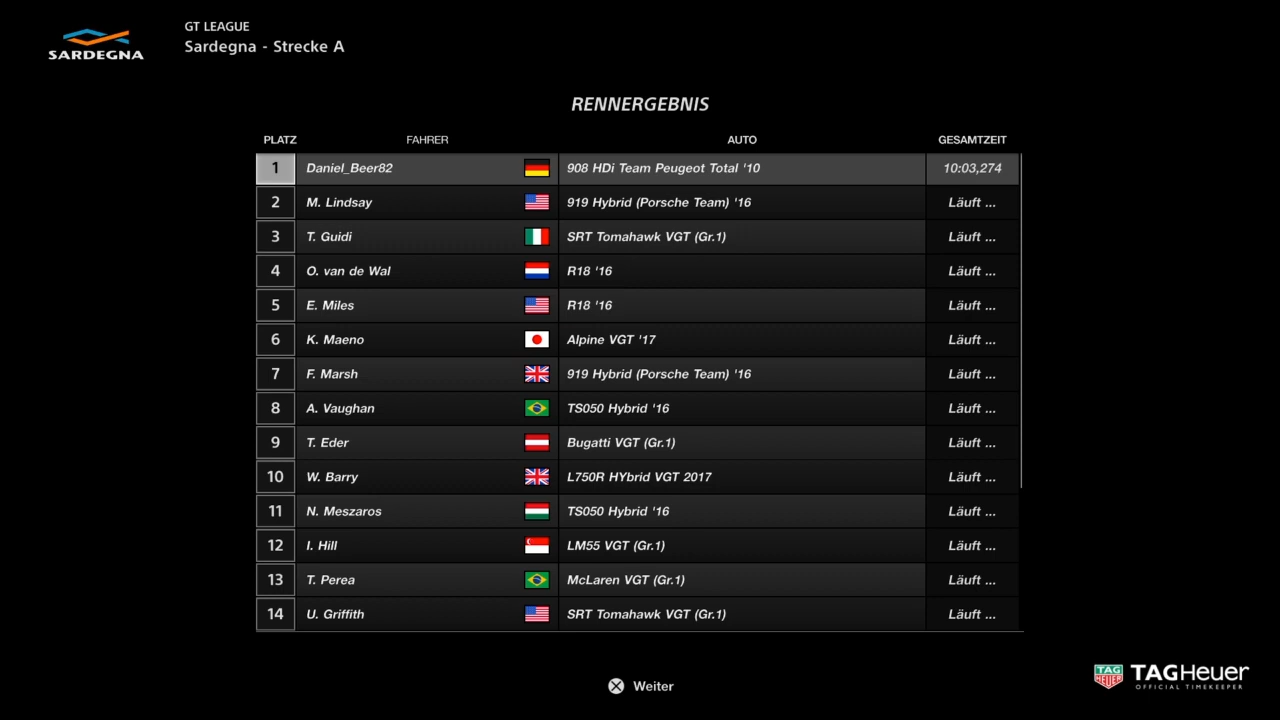 GT LEAGUE
Sardegna - Strecke A
SARDEGNA
RENNERGEBNIS
PLATZ FAHRER AUTO GESAMTZEIT
1 Daniel_Beer82 908 HDi Team Peugeot Total '10 10:03,274
2 M. Lindsay 919 Hybrid (Porsche Team) '16 Läuft ...
3 T. Guidi SRT Tomahawk VGT (Gr.1) Läuft ...
4 O. van de Wal R18 '16 Läuft ...
5 E. Miles R18 '16 Läuft ...
6 K. Maeno Alpine VGT '17 Läuft ...
7 F. Marsh 919 Hybrid (Porsche Team) '16 Läuft ...
8 A. Vaughan TS050 Hybrid '16 Läuft ...
9 T. Eder Bugatti VGT (Gr.1) Läuft ...
10 W. Barry L750R HYbrid VGT 2017 Läuft ...
11 N. Meszaros TS050 Hybrid '16 Läuft ...
12 I. Hill LM55 VGT (Gr.1) Läuft ...
13 T. Perea McLaren VGT (Gr.1) Läuft ...
14 U. Griffith SRT Tomahawk VGT (Gr.1) Läuft ...
Weiter
TAG HEUER
TAGHeuer
OFFICIAL TIMEKEEPER